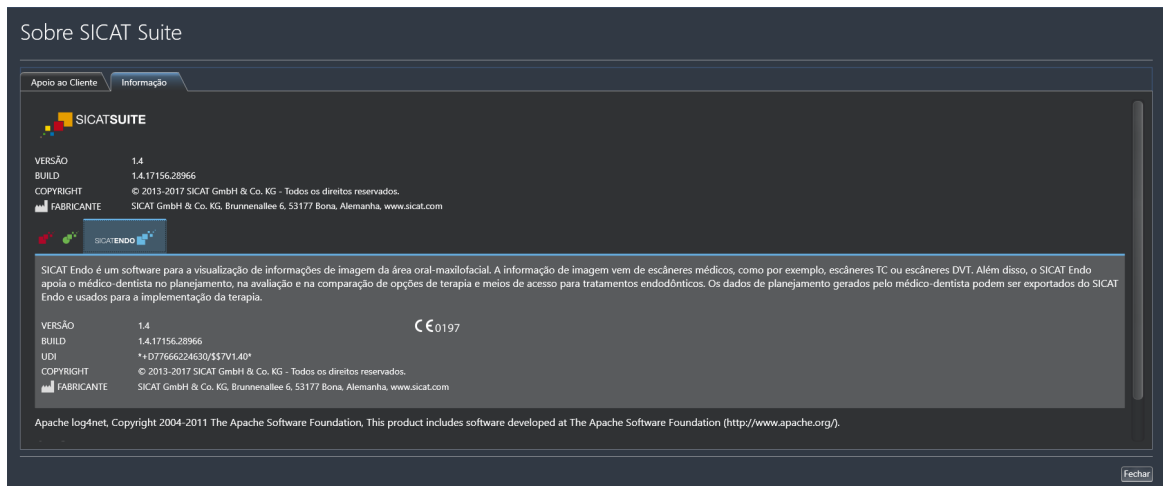 Sobre SICAT Suite
Apoio ao Cliente
Informação
SICATSUITE
VERSÃO 1.4
BUILD 1.4.17156.28966
COPYRIGHT © 2013-2017 SICAT GmbH & Co. KG - Todos os direitos reservados.
FABRICANTE SICAT GmbH & Co. KG, Brunnenallee 6, 53177 Bona, Alemanha, www.sicat.com
SICATENDO
SICAT Endo é um software para a visualização de informações de imagem da área oral-maxilofacial. A informação de imagem vem de escâneres médicos, como por exemplo, escâneres TC ou escâneres DVT. Além disso, o SICAT Endo
apoia o médico-dentista no planejamento, na avaliação e na comparação de opções de terapia e meios de acesso para tratamentos endodônticos. Os dados de planejamento gerados pelo médico-dentista podem ser exportados do SICAT
Endo e usados para a implementação da terapia.
VERSÃO 1.4 CE0197
BUILD 1.4.17156.28966
UDI *+D77666224630/$$7V1.40*
COPYRIGHT © 2013-2017 SICAT GmbH & Co. KG - Todos os direitos reservados.
FABRICANTE SICAT GmbH & Co. KG, Brunnenallee 6, 53177 Bona, Alemanha, www.sicat.com
Apache log4net, Copyright 2004-2011 The Apache Software Foundation, This product includes software developed at The Apache Software Foundation (http://www.apache.org/).
Fechar